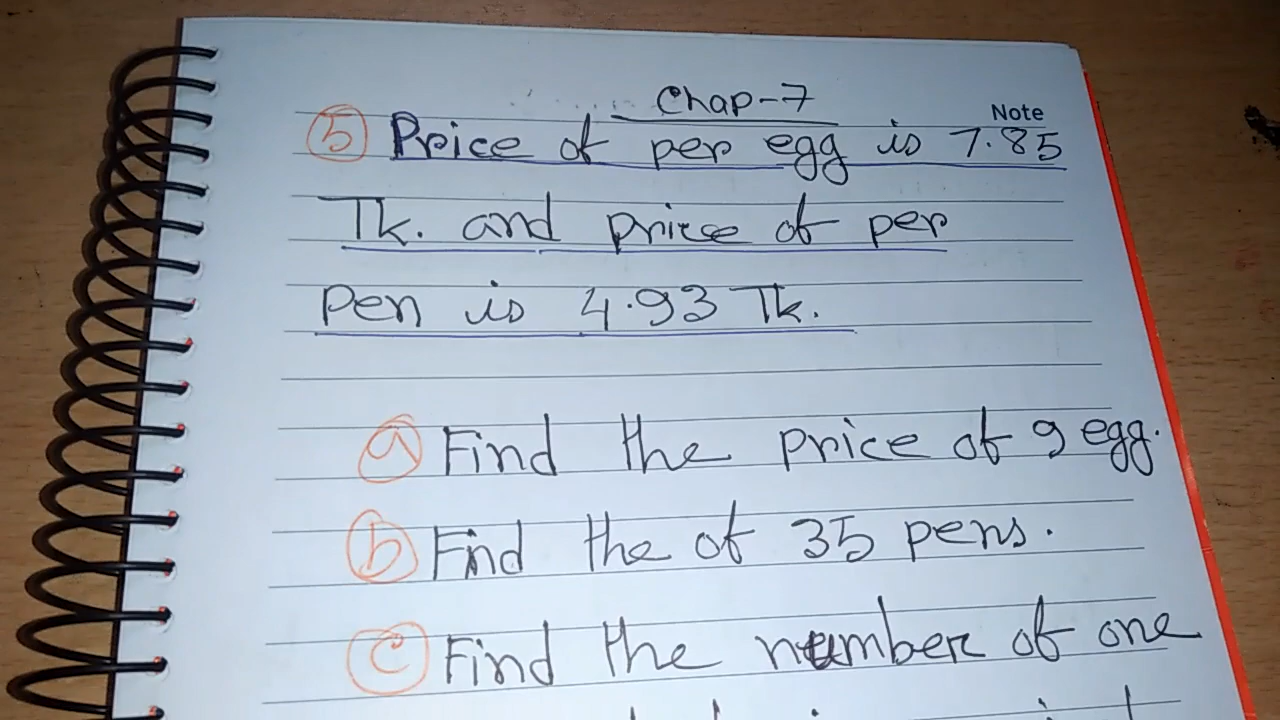 Chap-7
Note
5 Price of per egg is 7.85
Tk. and price of per
pen is 4.93 Tk.
a Find the price of 9 egg.
b Find the of 35 pens.
c Find the number of one